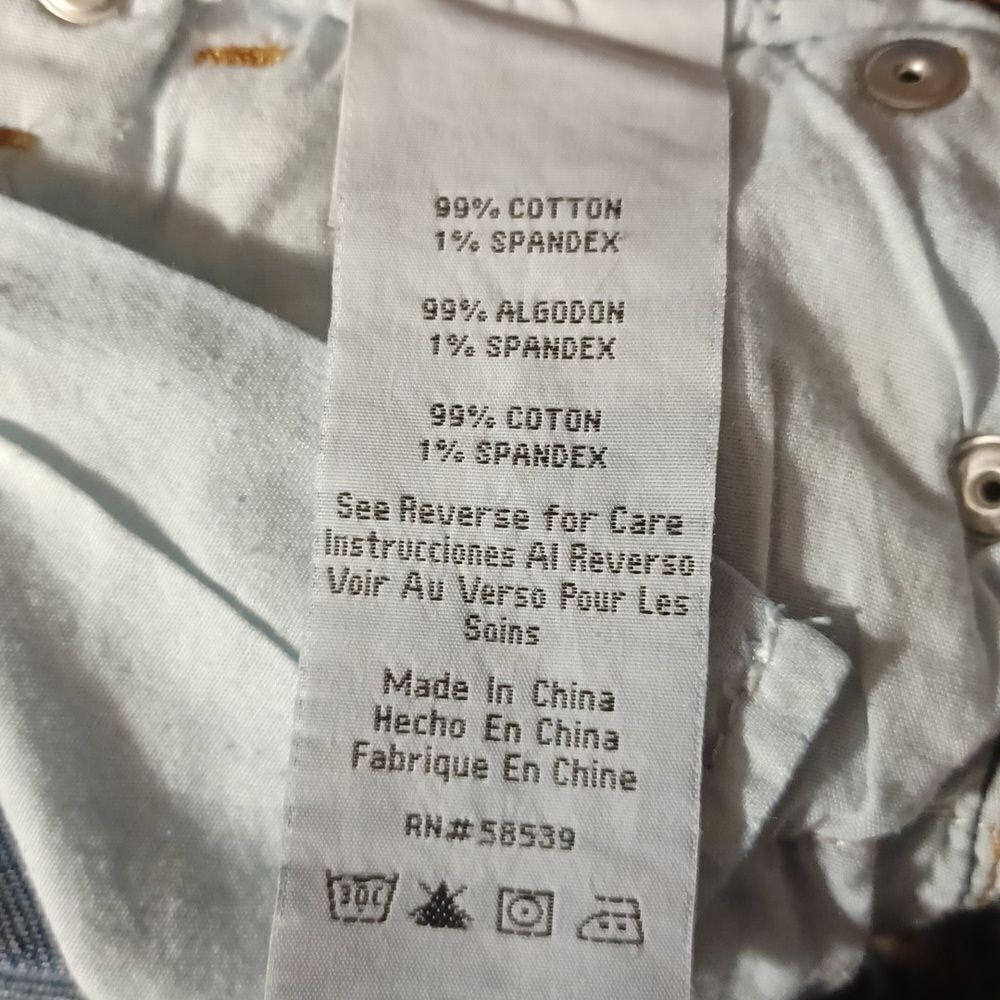 99% COTTON
1% SPANDEX
99% ALGODON
1% SPANDEX
99% COTON
1% SPANDEX
See Reverse for Care
Instrucciones Al Reverso
Voir Au Verso Pour Les
Soins
Made In China
Hecho En China
Fabrique En Chine
RN#58539
30C